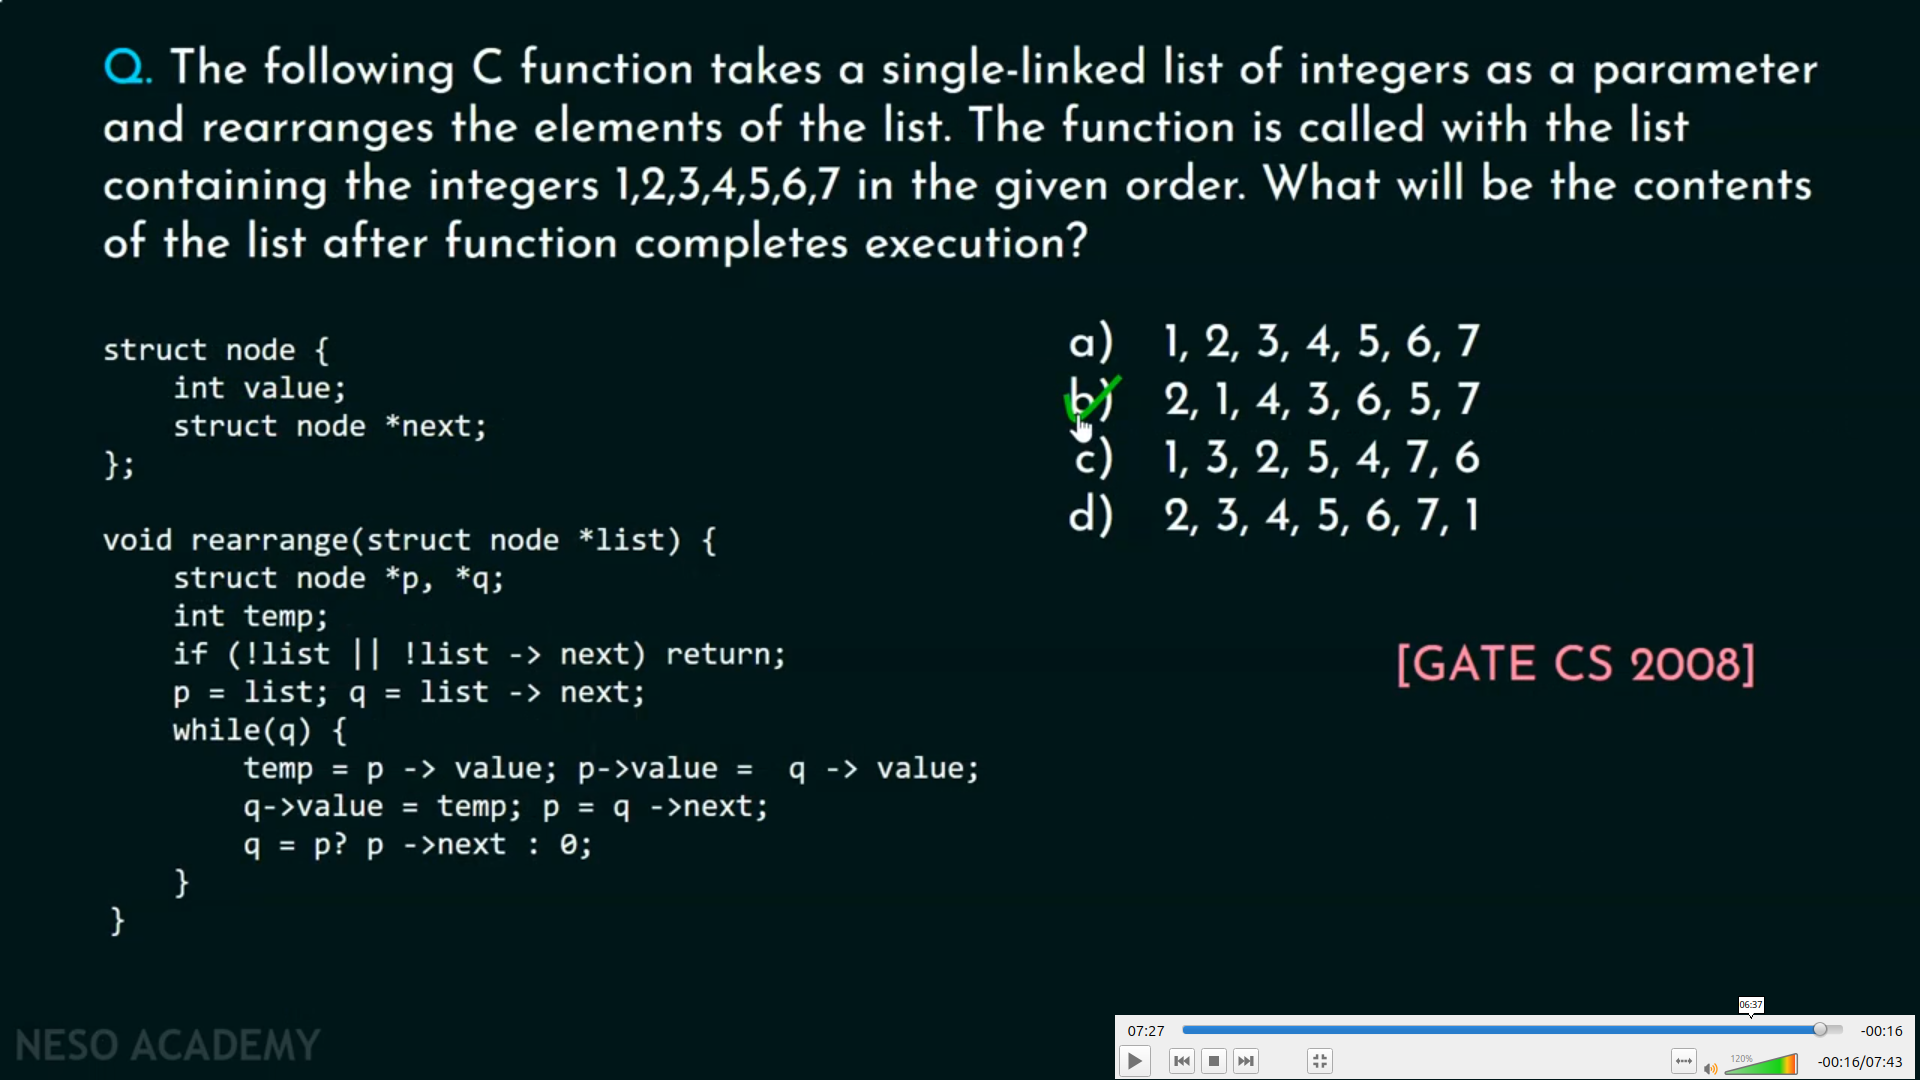 Q. The following C function takes a single-linked list of integers as a parameter
and rearranges the elements of the list. The function is called with the list
containing the integers 1,2,3,4,5,6,7 in the given order. What will be the contents
of the list after function completes execution?
struct node {
int value;
struct node *next;
};
void rearrange(struct node *list) {
struct node *p, *q;
int temp;
if (!list || !list -> next) return;
p = list; q = list -> next;
while(q) {
temp = p -> value; p->value =  q -> value;
q->value = temp; p = q ->next;
q = p? p ->next : 0;
}
}
a) 1, 2, 3, 4, 5, 6, 7
b) 2, 1, 4, 3, 6, 5, 7
c) 1, 3, 2, 5, 4, 7, 6
d) 2, 3, 4, 5, 6, 7, 1
[GATE CS 2008]
NESO ACADEMY
06:37
07:27 -00:16
120% -00:16/07:43